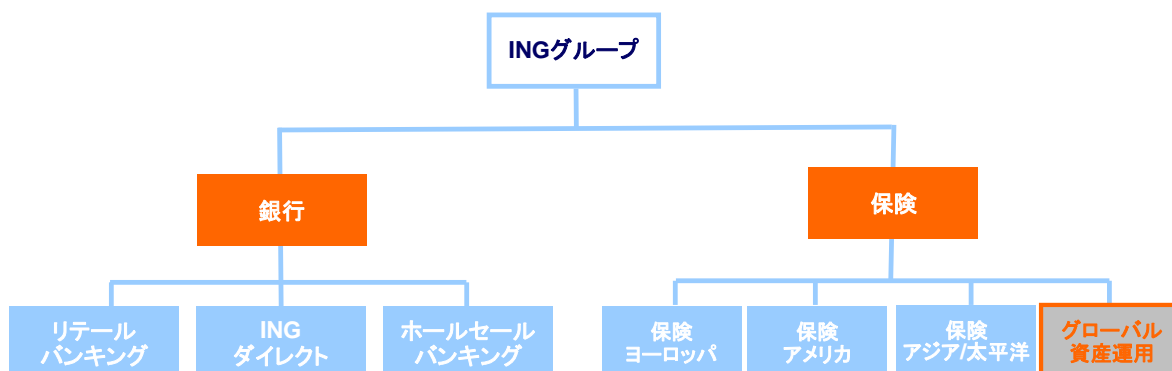 INGグループ
銀行
保険
リテール
バンキング
ING
ダイレクト
ホールセール
バンキング
保険
ヨーロッパ
保険
アメリカ
保険
アジア/太平洋
グローバル
資産運用